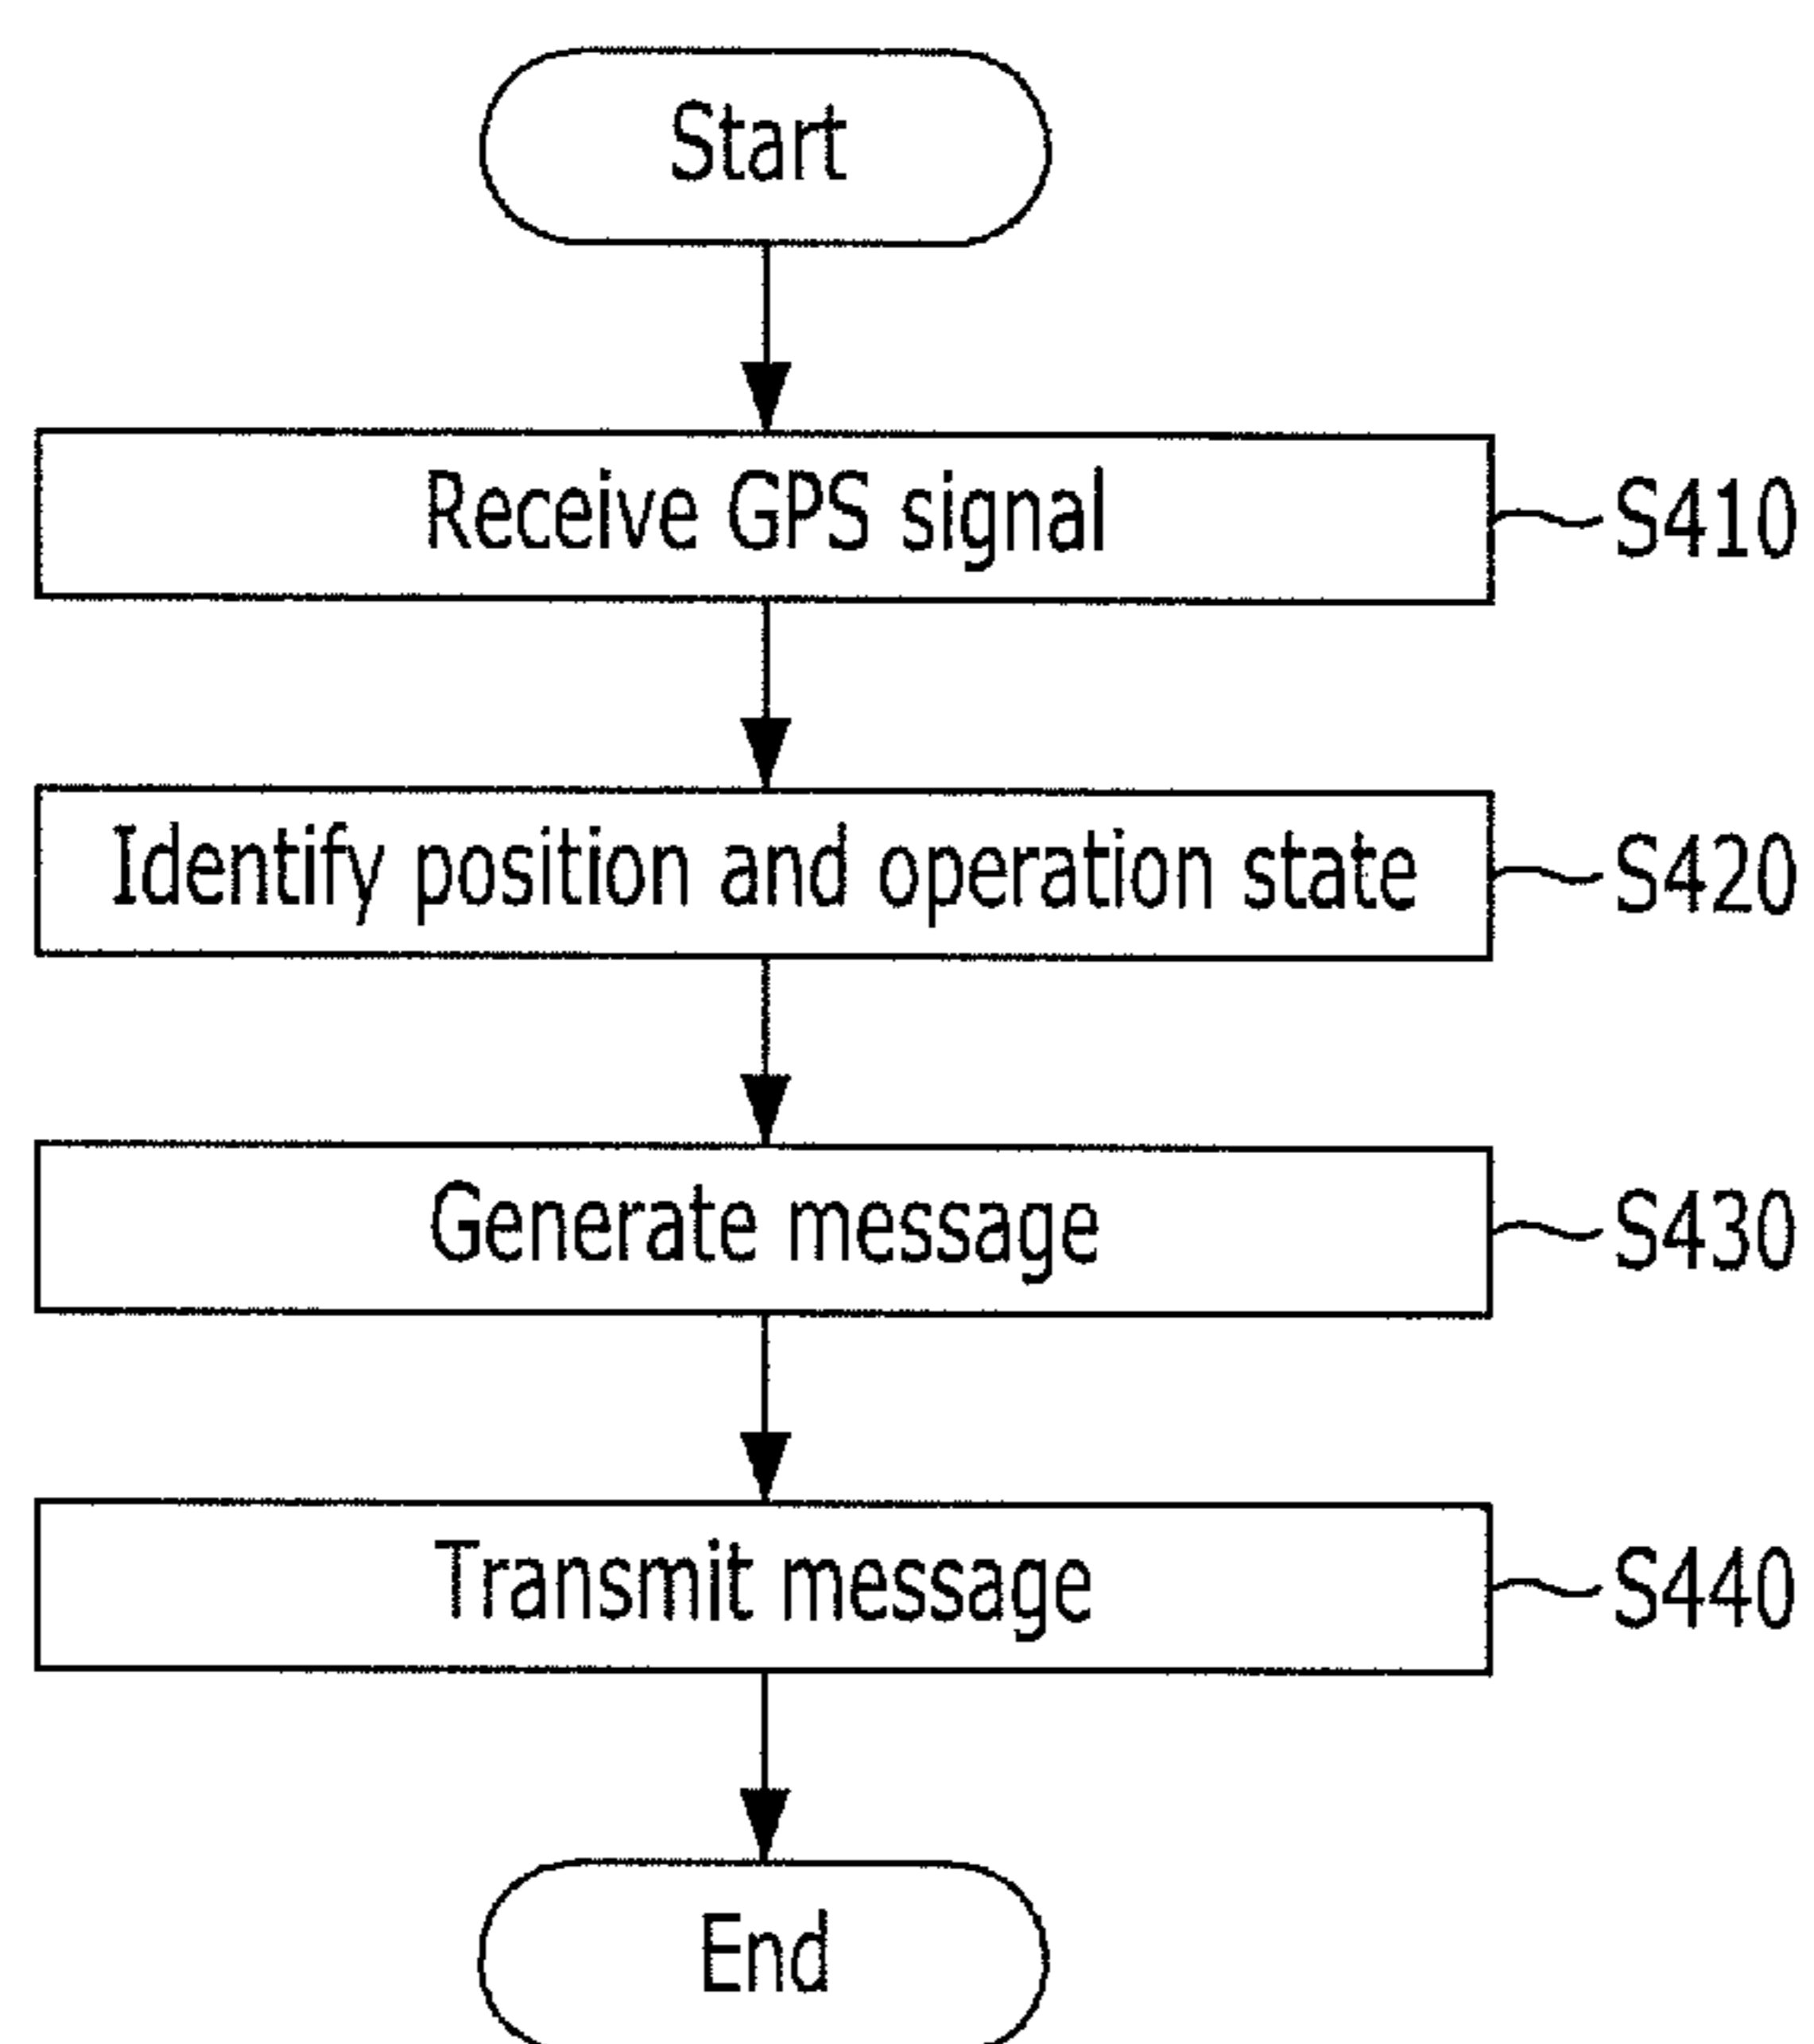 Start
Receive GPS signal S410
Identify position and operation state S420
Generate message S430
Transmit message S440
End